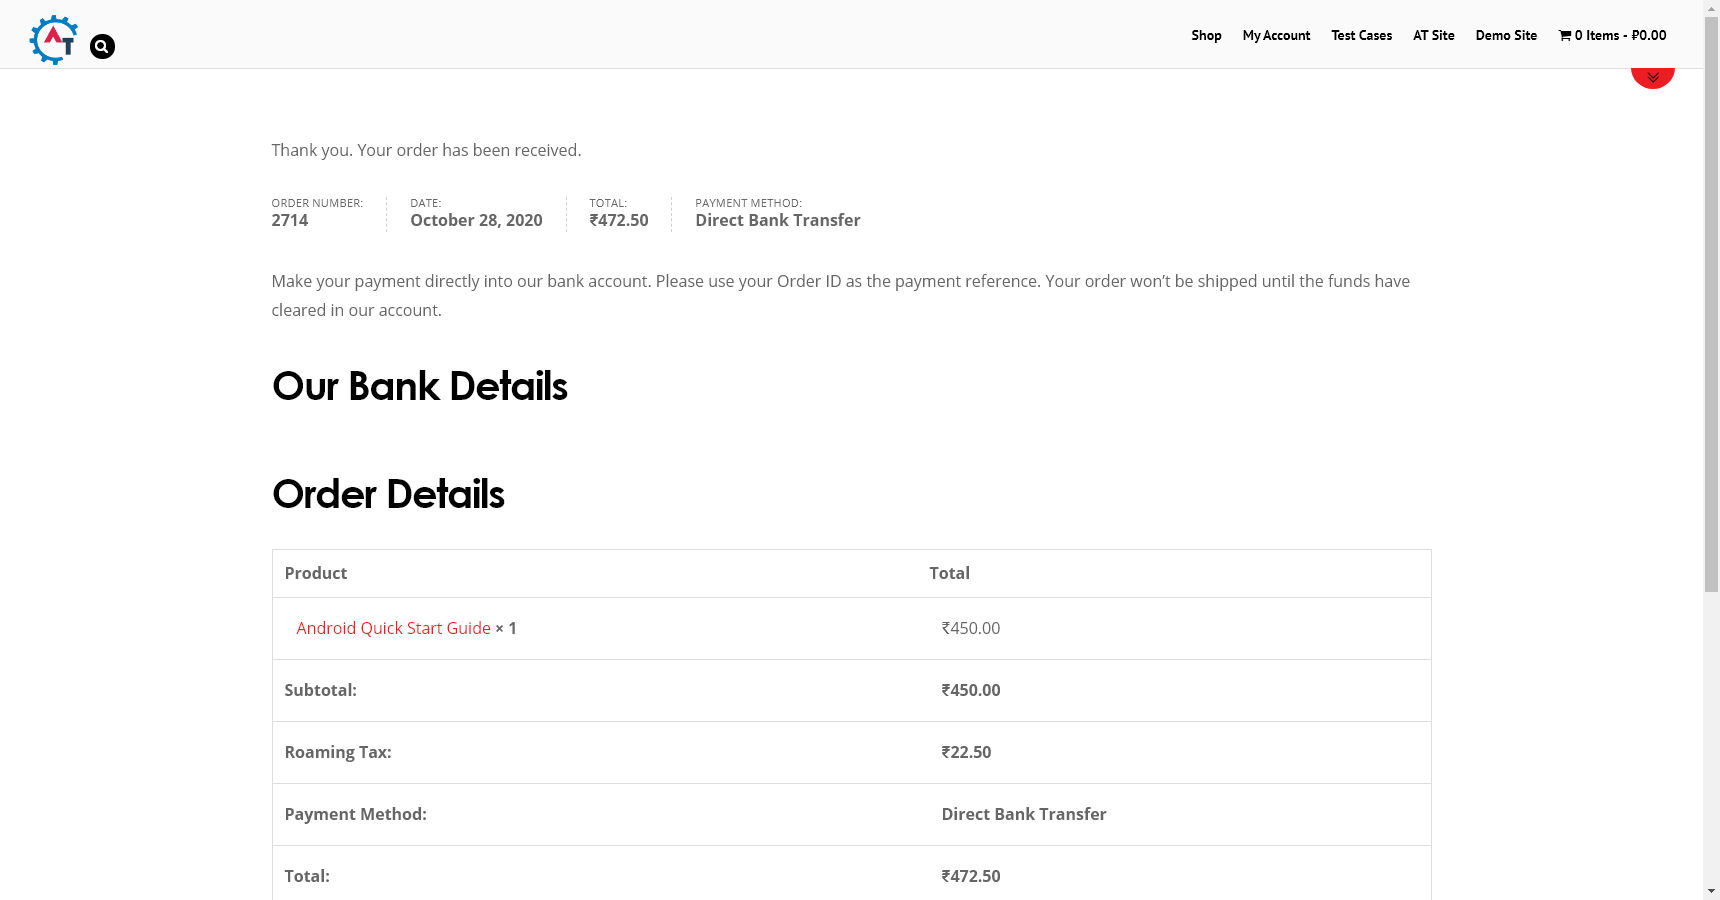 AT
Shop My Account Test Cases AT Site Demo Site 0 Items - ₹0.00
Thank you. Your order has been received.
ORDER NUMBER: DATE: TOTAL: PAYMENT METHOD:
2714 October 28, 2020 ₹472.50 Direct Bank Transfer
Make your payment directly into our bank account. Please use your Order ID as the payment reference. Your order won’t be shipped until the funds have
cleared in our account.
Our Bank Details
Order Details
Product Total
Android Quick Start Guide × 1 ₹450.00
Subtotal: ₹450.00
Roaming Tax: ₹22.50
Payment Method: Direct Bank Transfer
Total: ₹472.50